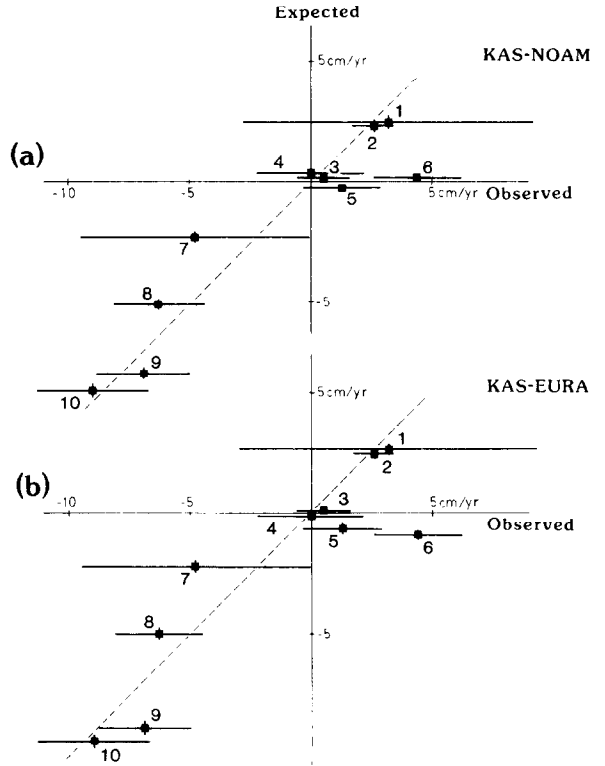 Expected
5cm/yr
KAS-NOAM
(a)
1
2
4
3
6
5
-10
-5
5cm/yr
Observed
7
8
-5
9
10
5cm/yr
KAS-EURA
(b)
1
2
3
-10
-5
5cm/yr
Observed
4
5
6
7
8
-5
9
10